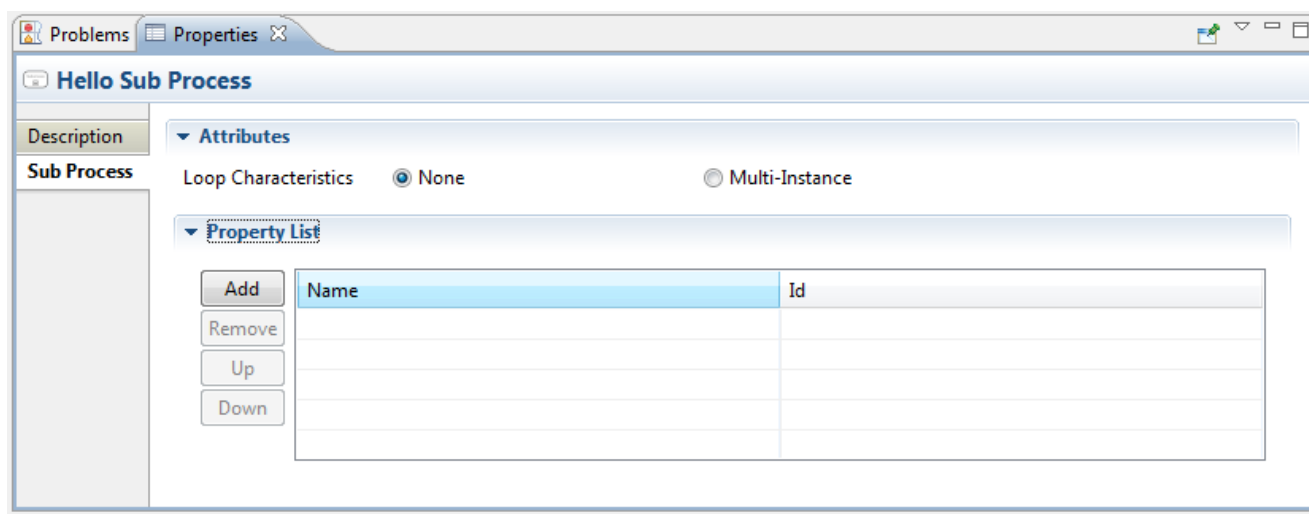 Problems Properties
Hello Sub Process
Description
Sub Process
Attributes
Loop Characteristics None Multi-Instance
Property List
Add
Remove
Up
Down
Name Id